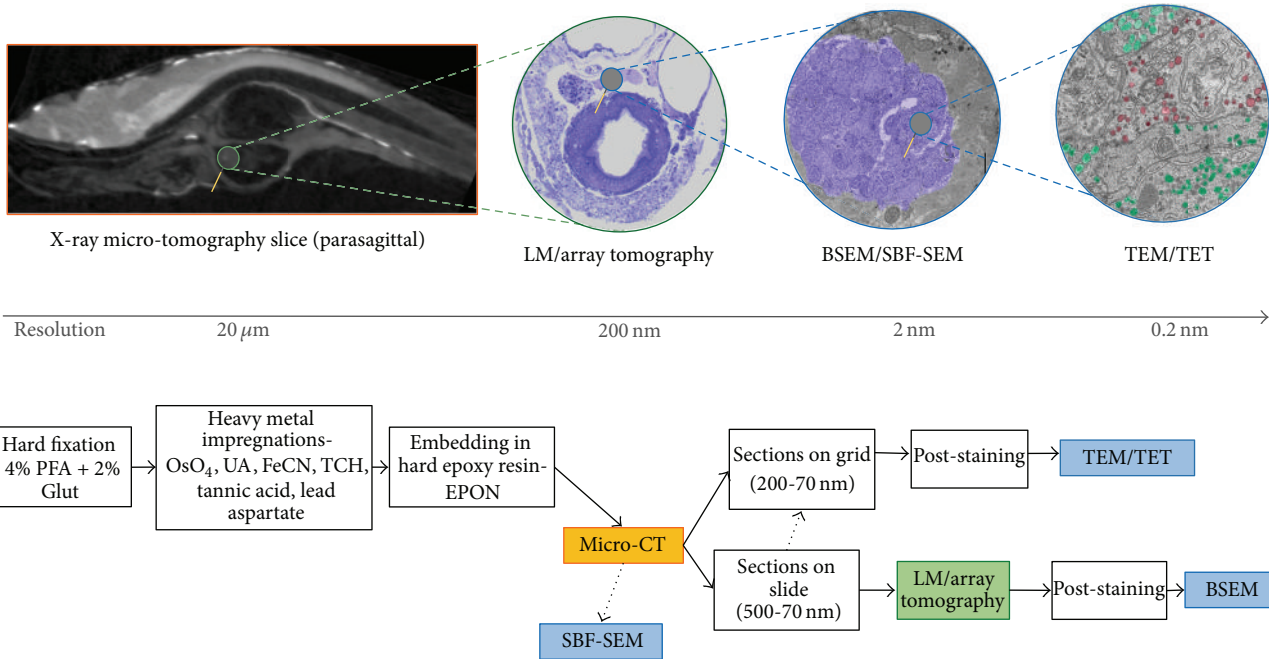 X-ray micro-tomography slice (parasagittal)
LM/array tomography
BSEM/SBF-SEM
TEM/TET
Resolution
20 μm
200 nm
2 nm
0.2 nm
Hard fixation
4% PFA + 2%
Glut
Heavy metal
impregnations-
OsO₄, UA, FeCN, TCH,
tannic acid, lead
aspartate
Embedding in
hard epoxy resin-
EPON
Micro-CT
SBF-SEM
Sections on grid
(200-70 nm)
Post-staining
TEM/TET
Sections on
slide
(500-70 nm)
LM/array
tomography
Post-staining
BSEM